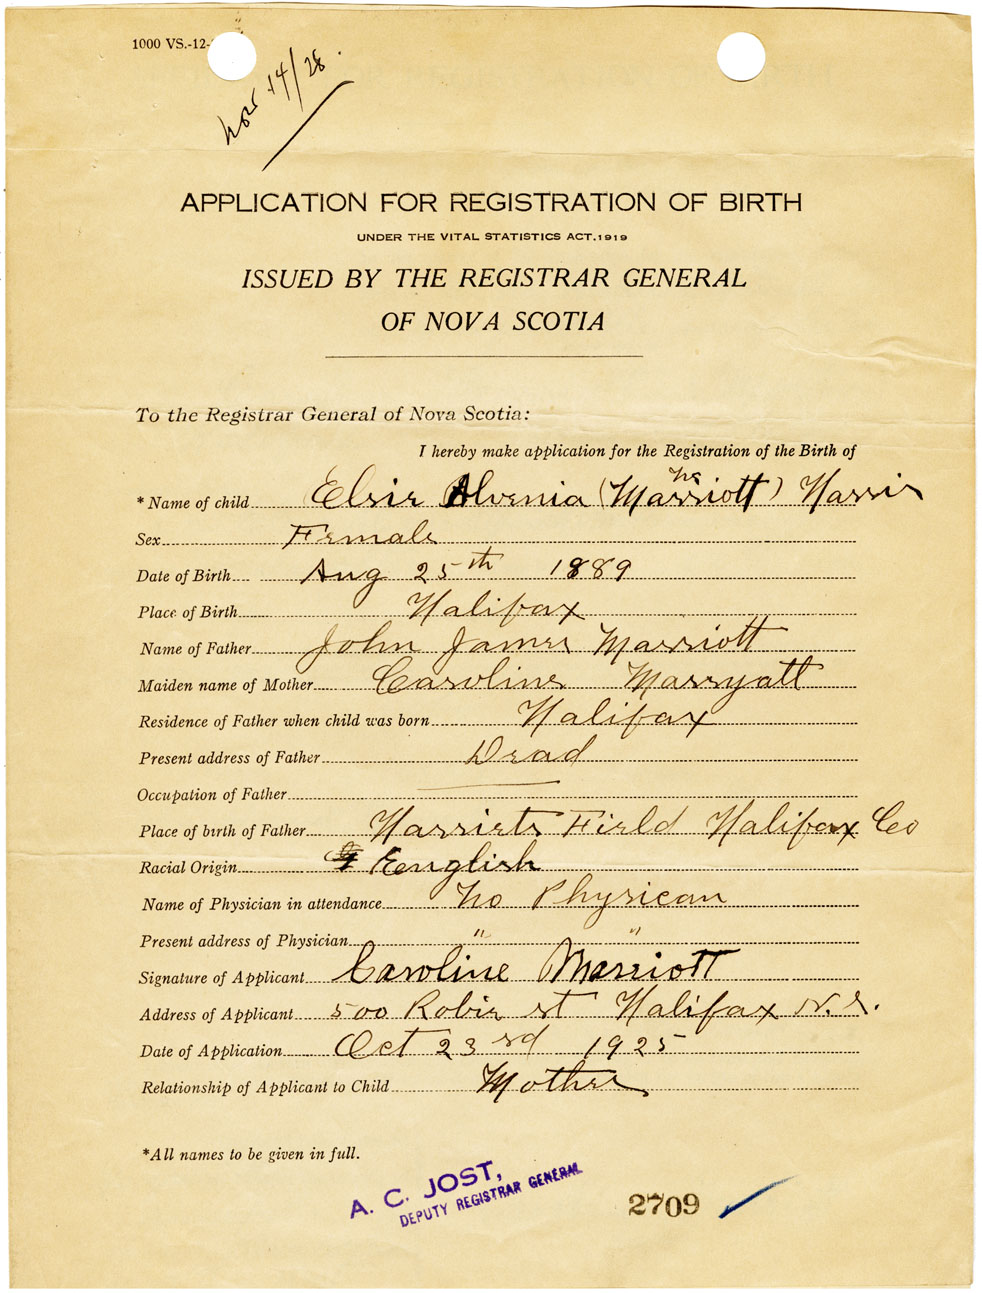 1000 VS.-12-
Nov 14/28.
APPLICATION FOR REGISTRATION OF BIRTH
UNDER THE VITAL STATISTICS ACT.1919
ISSUED BY THE REGISTRAR GENERAL
OF NOVA SCOTIA
To the Registrar General of Nova Scotia:
I hereby make application for the Registration of the Birth of
* Name of child Elsie Alvenia (Marriott) Mrs Harris
Sex Female
Date of Birth Aug 25th 1889
Place of Birth Halifax
Name of Father John James Marriott
Maiden name of Mother Caroline Marryatt
Residence of Father when child was born Halifax
Present address of Father Dead
Occupation of Father
Place of birth of Father Harriets Field Halifax Co
Racial Origin English
Name of Physician in attendance No Physican
Present address of Physician " "
Signature of Applicant Caroline Marriott
Address of Applicant 500 Robie st Halifax N.S.
Date of Application Oct 23rd 1925
Relationship of Applicant to Child Mother
*All names to be given in full.
A. C. JOST,
DEPUTY REGISTRAR GENERAL
2709